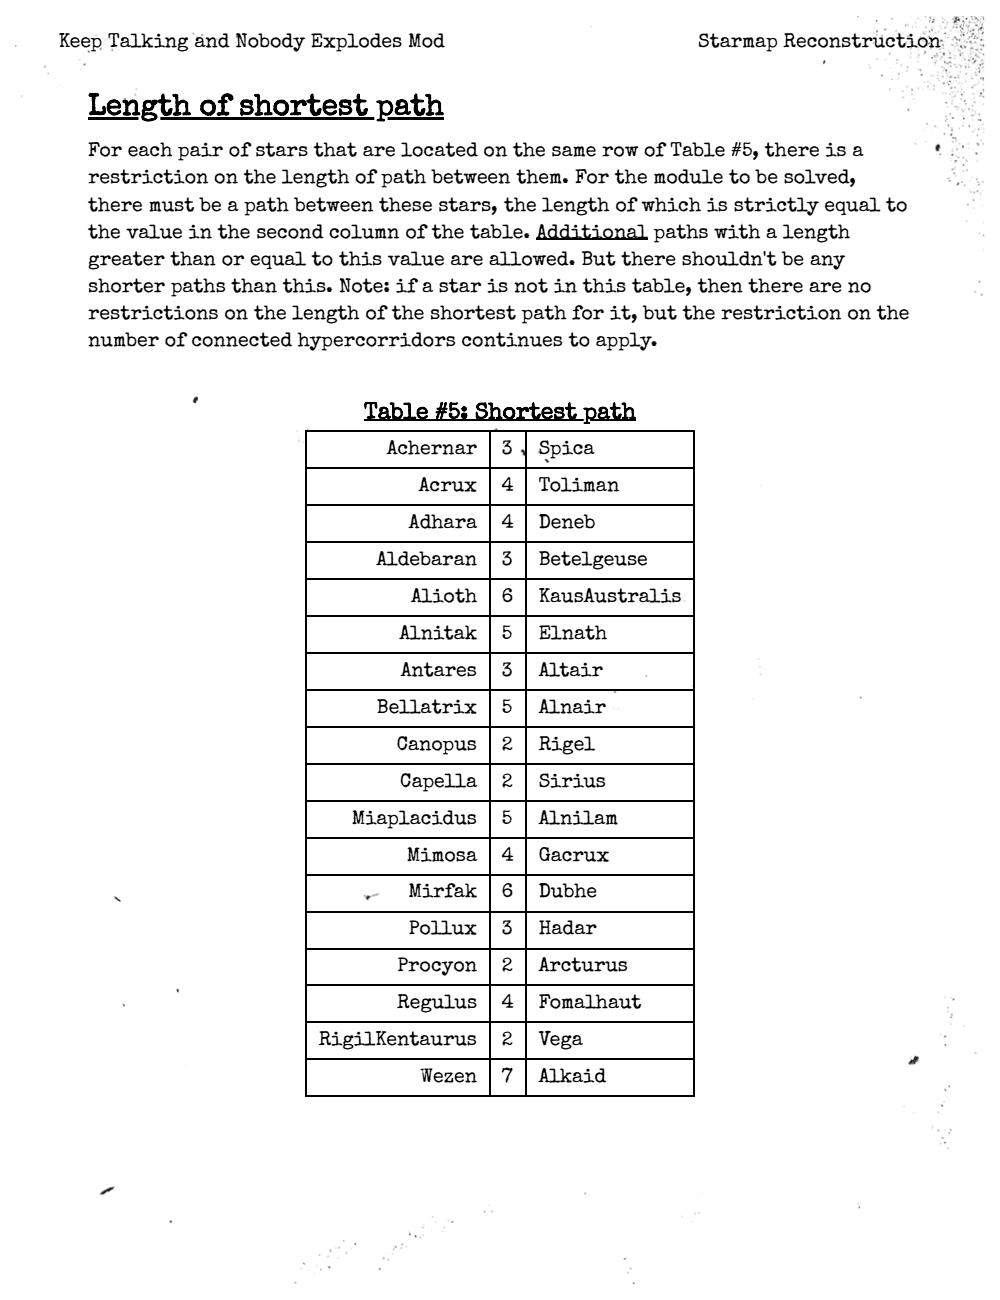 Keep Talking and Nobody Explodes Mod
Starmap Reconstruction
Length of shortest path
For each pair of stars that are located on the same row of Table #5, there is a
restriction on the length of path between them. For the module to be solved,
there must be a path between these stars, the length of which is strictly equal to
the value in the second column of the table. Additional paths with a length
greater than or equal to this value are allowed. But there shouldn't be any
shorter paths than this. Note: if a star is not in this table, then there are no
restrictions on the length of the shortest path for it, but the restriction on the
number of connected hypercorridors continues to apply.
Table #5: Shortest path
Achernar 3 Spica
Acrux 4 Toliman
Adhara 4 Deneb
Aldebaran 3 Betelgeuse
Alioth 6 KausAustralis
Alnitak 5 Elnath
Antares 3 Altair
Bellatrix 5 Alnair
Canopus 2 Rigel
Capella 2 Sirius
Miaplacidus 5 Alnilam
Mimosa 4 Gacrux
Mirfak 6 Dubhe
Pollux 3 Hadar
Procyon 2 Arcturus
Regulus 4 Fomalhaut
RigilKentaurus 2 Vega
Wezen 7 Alkaid